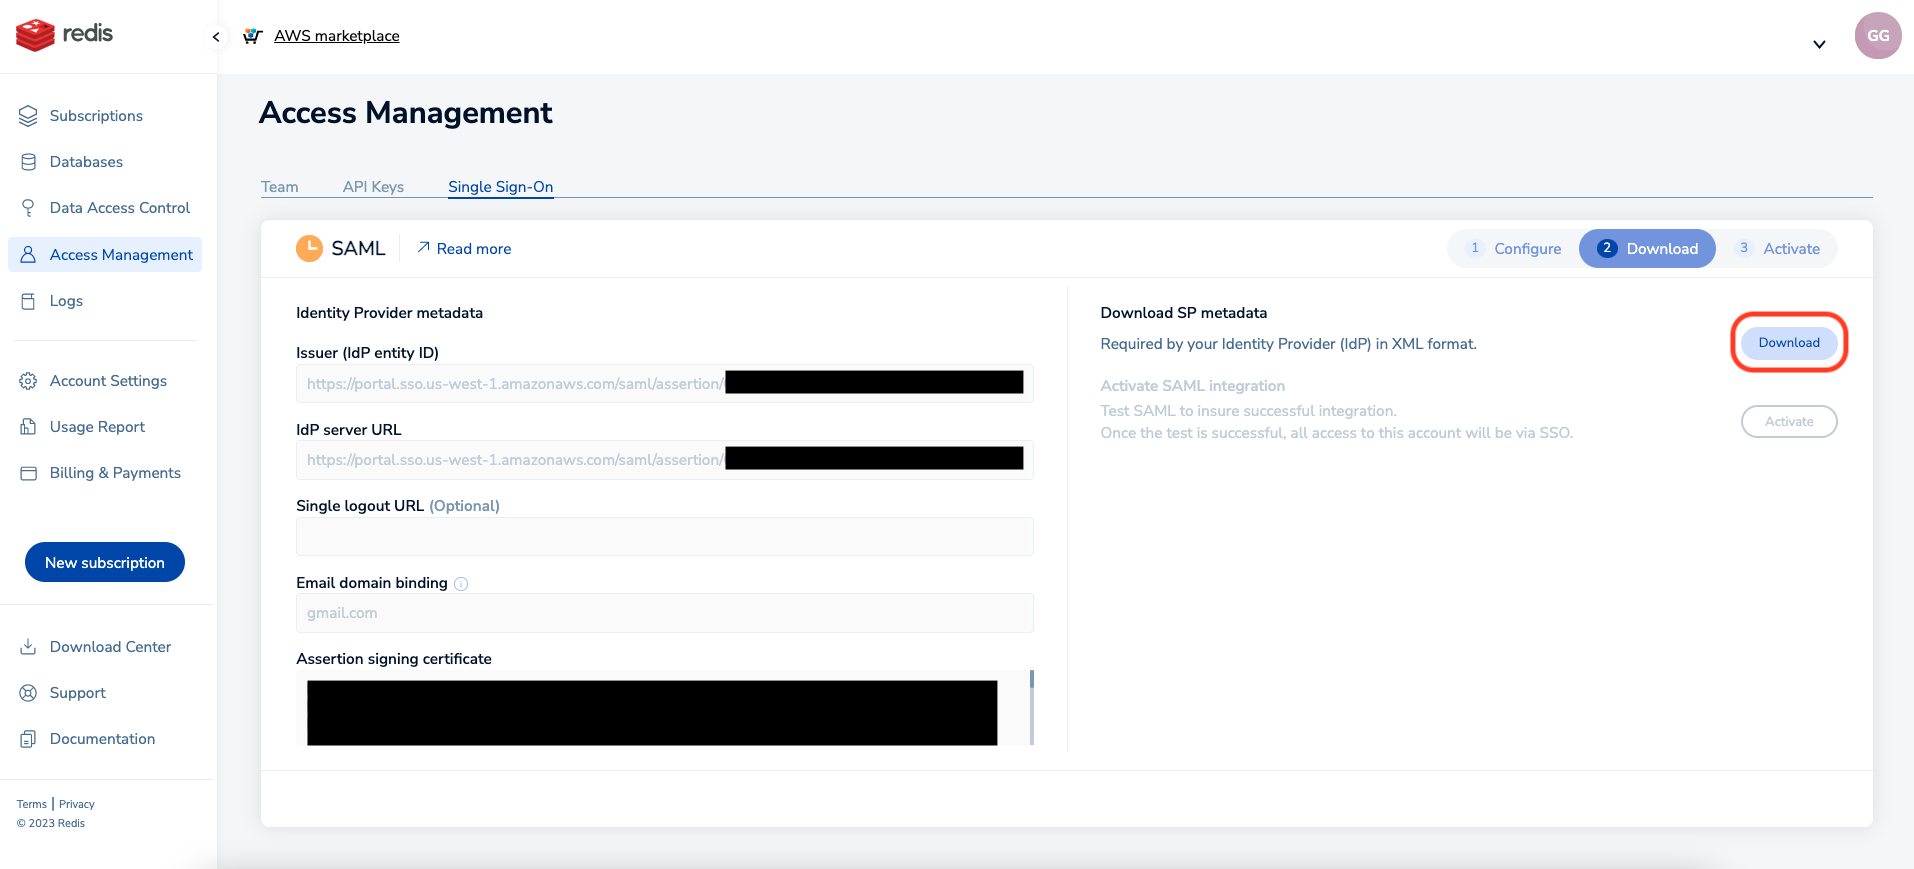 redis
AWS marketplace
GG
Subscriptions
Databases
Data Access Control
Access Management
Logs
Account Settings
Usage Report
Billing & Payments
New subscription
Download Center
Support
Documentation
Terms | Privacy
© 2023 Redis
Access Management
Team API Keys Single Sign-On
SAML Read more
1 Configure 2 Download 3 Activate
Identity Provider metadata
Issuer (IdP entity ID)
https://portal.sso.us-west-1.amazonaws.com/saml/assertion/
IdP server URL
https://portal.sso.us-west-1.amazonaws.com/saml/assertion/
Single logout URL (Optional)
Email domain binding
gmail.com
Assertion signing certificate
Download SP metadata
Required by your Identity Provider (IdP) in XML format.
Download
Activate SAML integration
Test SAML to insure successful integration.
Once the test is successful, all access to this account will be via SSO.
Activate